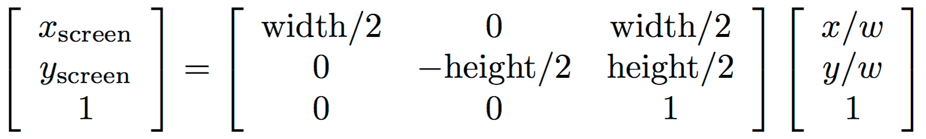 x_screen width/2 0 width/2 x/w
y_screen = 0 −height/2 height/2 y/w
1 0 0 1 1